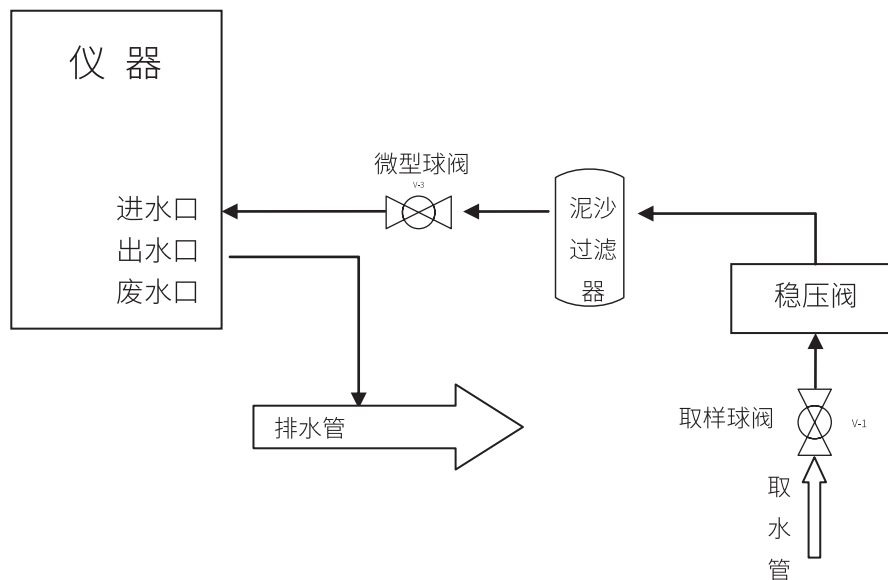 仪 器
微型球阀
V-3
进水口
出水口
废水口
泥沙
过滤
器
稳压阀
排水管
取样球阀
V-1
取
水
管